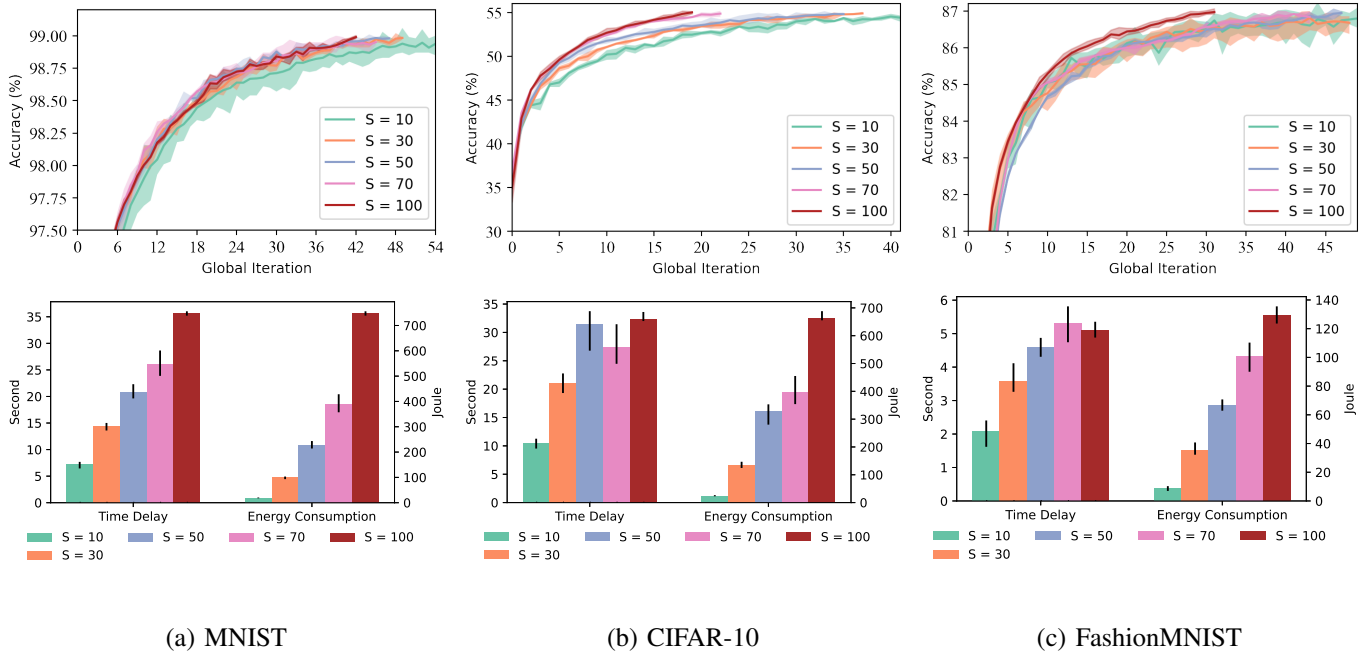 99.00
98.75
98.50
98.25
98.00
97.75
97.50
Accuracy (%)
0 6 12 18 24 30 36 42 48 54
Global Iteration
S = 10
S = 30
S = 50
S = 70
S = 100
55
50
45
40
35
30
Accuracy (%)
0 5 10 15 20 25 30 35 40
Global Iteration
S = 10
S = 30
S = 50
S = 70
S = 100
87
86
85
84
83
82
81
Accuracy (%)
0 5 10 15 20 25 30 35 40 45
Global Iteration
S = 10
S = 30
S = 50
S = 70
S = 100
35
30
25
20
15
10
5
0
Second
700
600
500
400
300
200
100
0
Joule
Time Delay Energy Consumption
S = 10 S = 50 S = 70 S = 100
S = 30
35
30
25
20
15
10
5
0
Second
700
600
500
400
300
200
100
0
Joule
Time Delay Energy Consumption
S = 10 S = 50 S = 70 S = 100
S = 30
6
5
4
3
2
1
0
Second
140
120
100
80
60
40
20
0
Joule
Time Delay Energy Consumption
S = 10 S = 50 S = 70 S = 100
S = 30
(a) MNIST
(b) CIFAR-10
(c) FashionMNIST